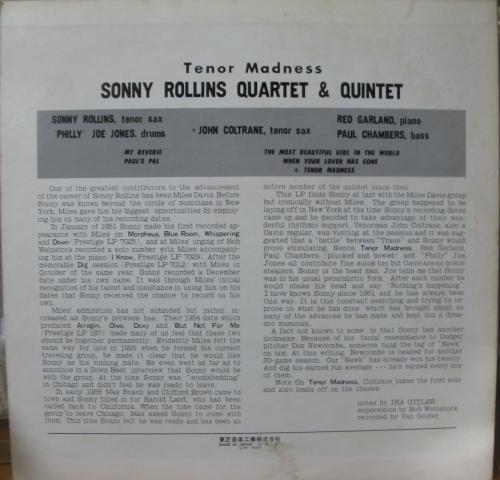 Tenor Madness
SONNY ROLLINS QUARTET & QUINTET
SONNY ROLLINS, tenor sax
"PHILLY" JOE JONES, drums
* JOHN COLTRANE, tenor sax
RED GARLAND, piano
PAUL CHAMBERS, bass
MY REVERIE
PAUL'S PAL
THE MOST BEAUTIFUL GIRL IN THE WORLD
WHEN YOUR LOVER HAS GONE
* TENOR MADNESS
One of the greatest contributors to the advancement
of the career of Sonny Rollins has been Miles Davis. Before
Sonny was known beyond the circle of musicians in New
York, Miles gave him his biggest opportunities by employ-
ing him on many of his recording dates.
In January of 1951 Sonny made his first recorded ap-
pearance with Miles on Morpheus, Blue Room, Whispering
and Down (Prestige LP 7025), and at Miles' urging of Bob
Weinstock recorded a solo number with Miles accompany-
ing him at the piano (I Know, Prestige LP 7029). After the
memorable Dig session (Prestige LP 7012) with Miles in
October of the same year, Sonny recorded a December
date under his own name. It was through Miles' initial
recognition of his talent and insistance in using him on his
dates that Sonny received the chance to record on his
own.
Miles' admiration has not subsided but rather in-
creased as Sonny's prowess has. Their 1954 date which
produced Airegin, Oleo, Doxy and But Not For Me
(Prestige LP 187) made many of us feel that these two
should be together permanently. Evidently Miles felt the
same way for late in 1955 when he formed his current
traveling group, he made it clear that he would like
Sonny as his running mate. He even went as far as to
announce in a Down Beat interview that Sonny would be
with the group. At the time Sonny was "woodshedding"
in Chicago and didn't feel he was ready to leave.
In early 1956 Max Roach and Clifford Brown came to
town and Sonny filled in for Harold Land, who had been
called back to California. When the time came for the
group to leave Chicago, Max asked Sonny to come with
them. This time Sonny felt he was ready and has been an
active member of the quintet since then.
This LP finds Sonny at last with the Miles Davis group
but ironically without Miles. The group happened to be
laying off in New York at the time Sonny's recording dates
came up and he decided to take advantage of their won-
derful rhythmic support. Tenorman John Coltrane, also a
Davis regular, was visiting at the session and it was sug-
gested that a "battle" between "Trane" and Sonny would
prove stimulating. Hence, Tenor Madness. Red Garland,
Paul Chambers (plucked and bowed) and "Philly" Joe
Jones all contribute fine solos too but there are no scene
stealers. Sonny is the head man. Joe tells me that Sonny
was in his usual pessimistic form. After each number he
would shake his head and say "Nothing's happening".
I have known Sonny since 1951 and he has always been
this way. It is this constant searching and trying to im-
prove on what he has done which has brought about so
many of the advances he has made and kept him a dyna-
mic musician.
A fact not known to some is that Sonny has another
nickname. Because of his facial resemblance to Dodger
pitcher Don Newcombe, someone hung the tag of "Newk"
on him. At this writing, Newcombe is headed for another
20-game season. Our "Newk" has already won his twenty.
And dig his earned run average --- he's earned every one
of them.
Note On Tenor Madness, Coltrane takes the first solo
and also leads off on the chases.
notes by IRA GITLER
supervision by Bob Weinstock
recorded by Van Gelder
東芝音楽工業株式会社
MADE IN JAPAN